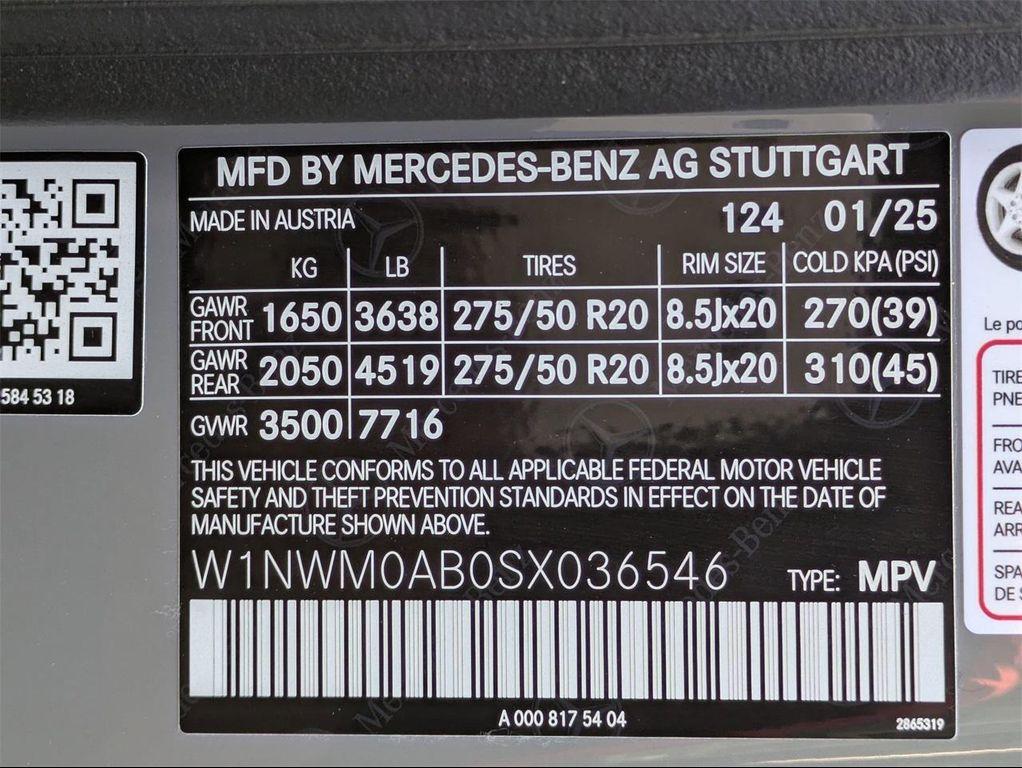 MFD BY MERCEDES-BENZ AG STUTTGART
MADE IN AUSTRIA 124 01/25
KG LB TIRES RIM SIZE COLD KPA (PSI)
GAWR FRONT 1650 3638 275/50 R20 8.5Jx20 270(39)
GAWR REAR 2050 4519 275/50 R20 8.5Jx20 310(45)
GVWR 3500 7716
THIS VEHICLE CONFORMS TO ALL APPLICABLE FEDERAL MOTOR VEHICLE
SAFETY AND THEFT PREVENTION STANDARDS IN EFFECT ON THE DATE OF
MANUFACTURE SHOWN ABOVE.
W1NWM0AB0SX036546 TYPE: MPV
A 000 817 54 04
2865319
584 53 18
Le po
TIRE
PNE
FRO
AVA
REA
ARR
SPA
DE S